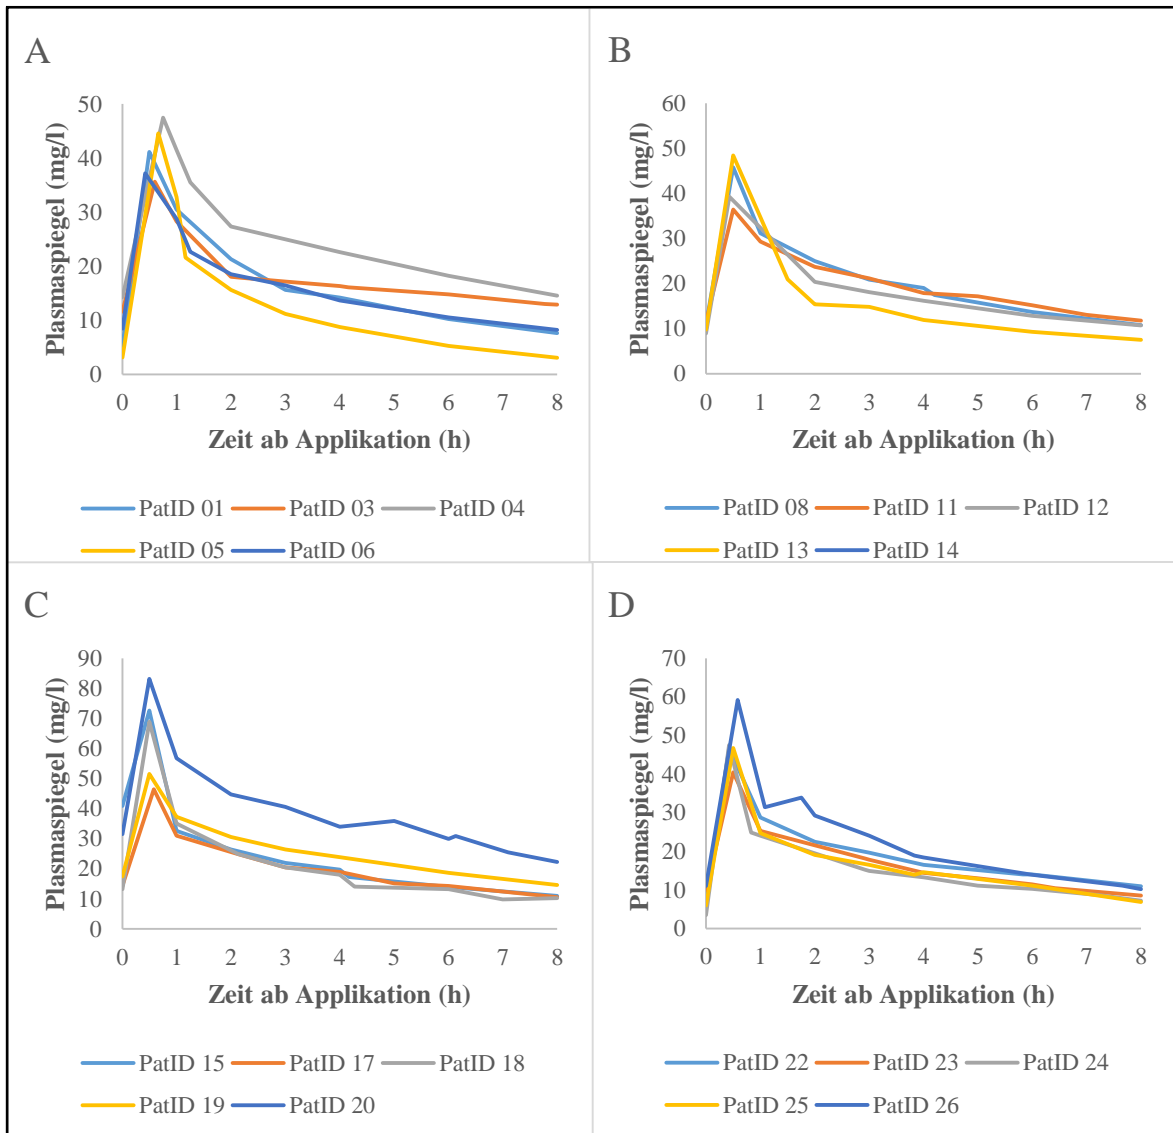 A
Plasmaspiegel (mg/l)
50
40
30
20
10
0
0 1 2 3 4 5 6 7 8
Zeit ab Applikation (h)
PatID 01 PatID 03 PatID 04
PatID 05 PatID 06
B
Plasmaspiegel (mg/l)
60
50
40
30
20
10
0
0 1 2 3 4 5 6 7 8
Zeit ab Applikation (h)
PatID 08 PatID 11 PatID 12
PatID 13 PatID 14
C
Plasmaspiegel (mg/l)
90
80
70
60
50
40
30
20
10
0
0 1 2 3 4 5 6 7 8
Zeit ab Applikation (h)
PatID 15 PatID 17 PatID 18
PatID 19 PatID 20
D
Plasmaspiegel (mg/l)
70
60
50
40
30
20
10
0
0 1 2 3 4 5 6 7 8
Zeit ab Applikation (h)
PatID 22 PatID 23 PatID 24
PatID 25 PatID 26